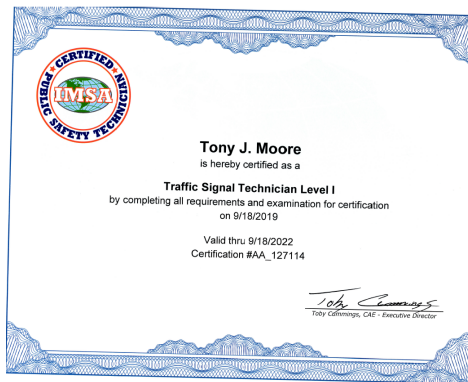 CERTIFIED
PUBLIC SAFETY TECHNICIAN
IMSA
Tony J. Moore
is hereby certified as a
Traffic Signal Technician Level I
by completing all requirements and examination for certification
on 9/18/2019
Valid thru 9/18/2022
Certification #AA_127114
Toby Cummings
Toby Cummings, CAE - Executive Director